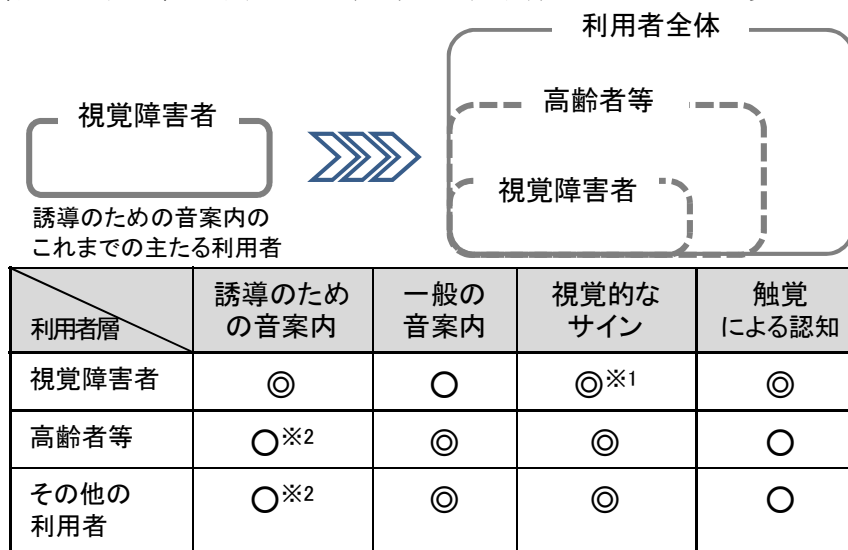 利用者全体
高齢者等
視覚障害者
視覚障害者
誘導のための音案内の
これまでの主たる利用者
利用者層
誘導のため
の音案内
一般の
音案内
視覚的な
サイン
触覚
による認知
視覚障害者 ◎ ○ ◎※1 ◎
高齢者等 ○※2 ◎ ◎ ○
その他の
利用者
○※2 ◎ ◎ ○